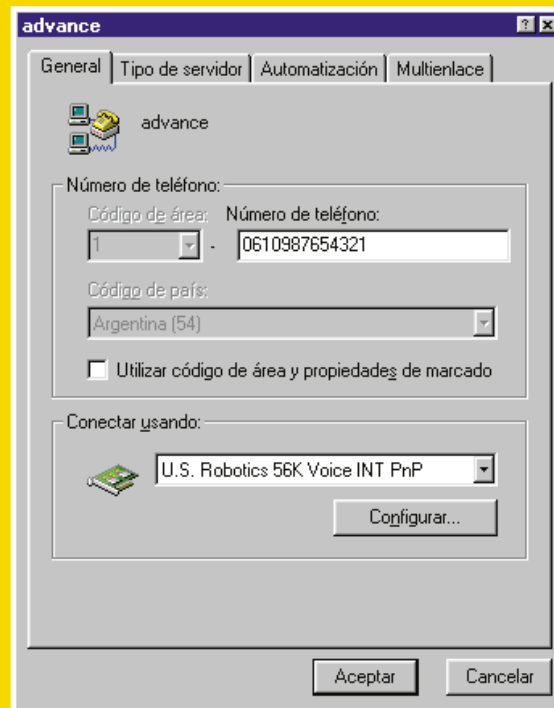 advance
General Tipo de servidor Automatización Multienlace
advance
Número de teléfono:
Código de área: Número de teléfono:
1 - 0610987654321
Código de país:
Argentina (54)
Utilizar código de área y propiedades de marcado
Conectar usando:
U.S. Robotics 56K Voice INT PnP
Configurar...
Aceptar Cancelar